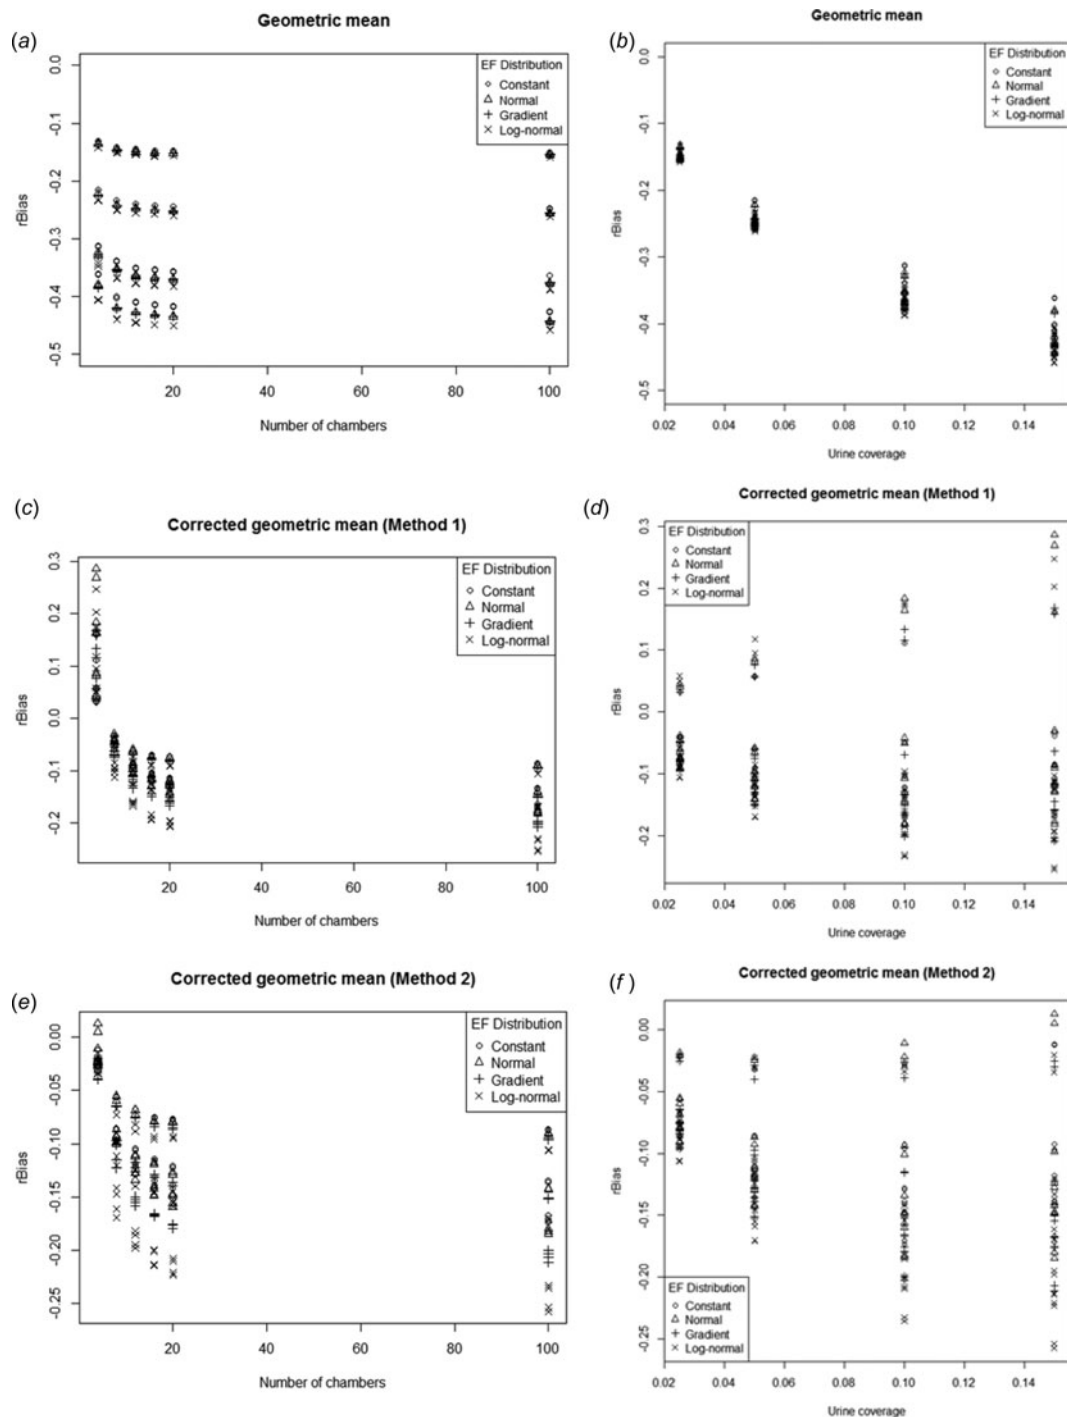 Geometric mean
(a)
EF Distribution
Constant
Normal
Gradient
Log-normal
0.0
-0.1
-0.2
-0.3
-0.4
-0.5
rBias
20 40 60 80 100
Number of chambers
Geometric mean
(b)
EF Distribution
Constant
Normal
Gradient
Log-normal
0.0
-0.1
-0.2
-0.3
-0.4
-0.5
rBias
0.02 0.04 0.06 0.08 0.10 0.12 0.14
Urine coverage
(c)
Corrected geometric mean (Method 1)
EF Distribution
Constant
Normal
Gradient
Log-normal
0.3
0.2
0.1
0.0
-0.1
-0.2
rBias
20 40 60 80 100
Number of chambers
Corrected geometric mean (Method 1)
(d)
EF Distribution
Constant
Normal
Gradient
Log-normal
0.3
0.2
0.1
0.0
-0.1
-0.2
rBias
0.02 0.04 0.06 0.08 0.10 0.12 0.14
Urine coverage
Corrected geometric mean (Method 2)
(e)
EF Distribution
Constant
Normal
Gradient
Log-normal
0.00
-0.05
-0.10
-0.15
-0.20
-0.25
rBias
20 40 60 80 100
Number of chambers
Corrected geometric mean (Method 2)
(f)
0.00
-0.05
-0.10
-0.15
-0.20
-0.25
rBias
EF Distribution
Constant
Normal
Gradient
Log-normal
0.02 0.04 0.06 0.08 0.10 0.12 0.14
Urine coverage